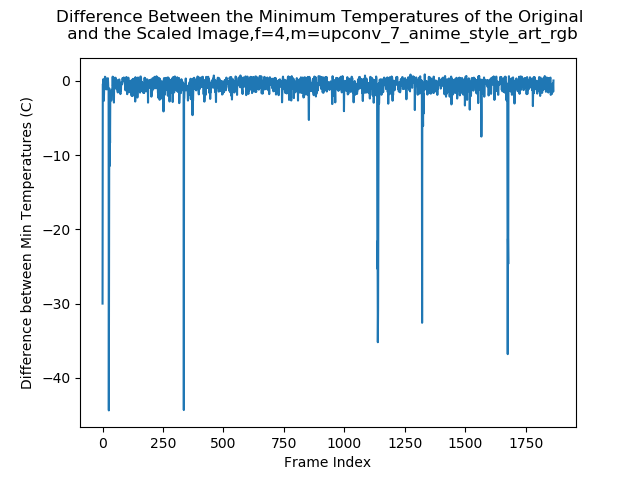 Difference Between the Minimum Temperatures of the Original
and the Scaled Image,f=4,m=upconv_7_anime_style_art_rgb
Difference between Min Temperatures (C)
0
−10
−20
−30
−40
0 250 500 750 1000 1250 1500 1750
Frame Index